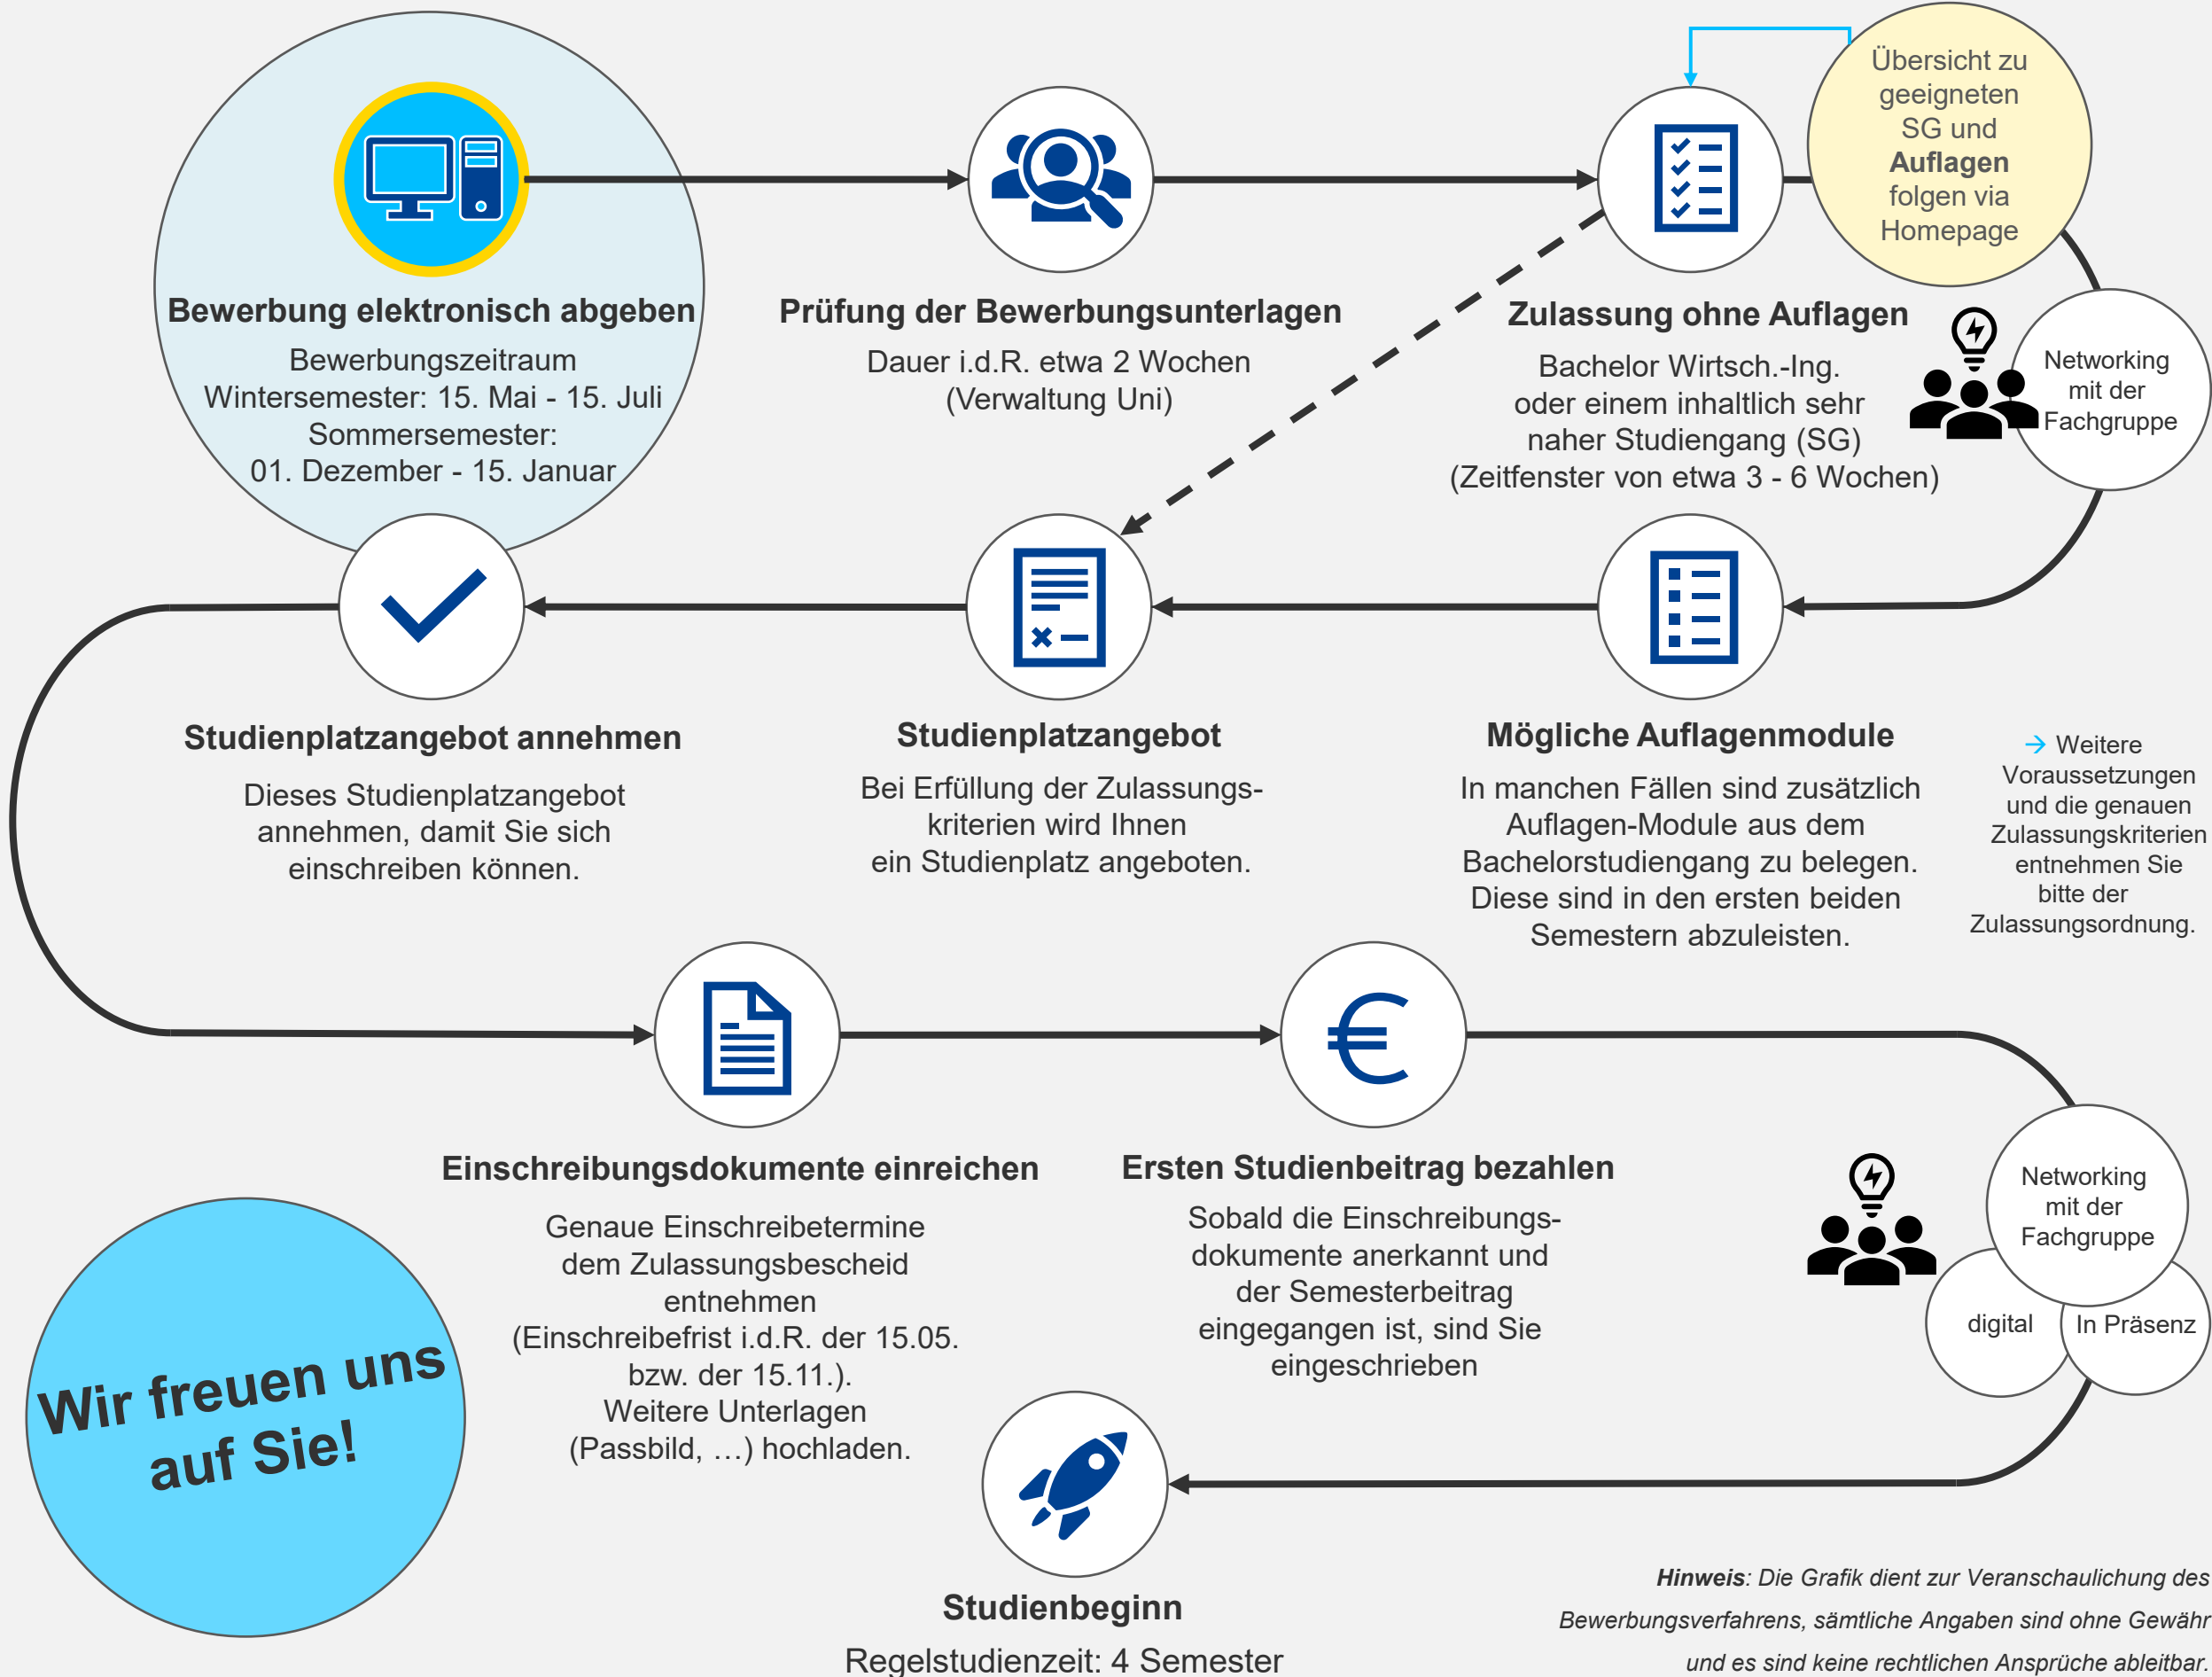 Übersicht zu
geeigneten
SG und
Auflagen
folgen via
Homepage
Bewerbung elektronisch abgeben
Bewerbungszeitraum
Wintersemester: 15. Mai - 15. Juli
Sommersemester:
01. Dezember - 15. Januar
Prüfung der Bewerbungsunterlagen
Dauer i.d.R. etwa 2 Wochen
(Verwaltung Uni)
Zulassung ohne Auflagen
Bachelor Wirtsch.-Ing.
oder einem inhaltlich sehr
naher Studiengang (SG)
(Zeitfenster von etwa 3 - 6 Wochen)
Networking
mit der
Fachgruppe
Studienplatzangebot annehmen
Dieses Studienplatzangebot
annehmen, damit Sie sich
einschreiben können.
Studienplatzangebot
Bei Erfüllung der Zulassungs-
kriterien wird Ihnen
ein Studienplatz angeboten.
Mögliche Auflagenmodule
In manchen Fällen sind zusätzlich
Auflagen-Module aus dem
Bachelorstudiengang zu belegen.
Diese sind in den ersten beiden
Semestern abzuleisten.
→ Weitere
Voraussetzungen
und die genauen
Zulassungskriterien
entnehmen Sie
bitte der
Zulassungsordnung.
€
Einschreibungsdokumente einreichen
Genaue Einschreibetermine
dem Zulassungsbescheid
entnehmen
(Einschreibefrist i.d.R. der 15.05.
bzw. der 15.11.).
Weitere Unterlagen
(Passbild, …) hochladen.
Ersten Studienbeitrag bezahlen
Sobald die Einschreibungs-
dokumente anerkannt und
der Semesterbeitrag
eingegangen ist, sind Sie
eingeschrieben
Networking
mit der
Fachgruppe
digital
In Präsenz
Wir freuen uns
auf Sie!
Studienbeginn
Regelstudienzeit: 4 Semester
Hinweis: Die Grafik dient zur Veranschaulichung des
Bewerbungsverfahrens, sämtliche Angaben sind ohne Gewähr
und es sind keine rechtlichen Ansprüche ableitbar.